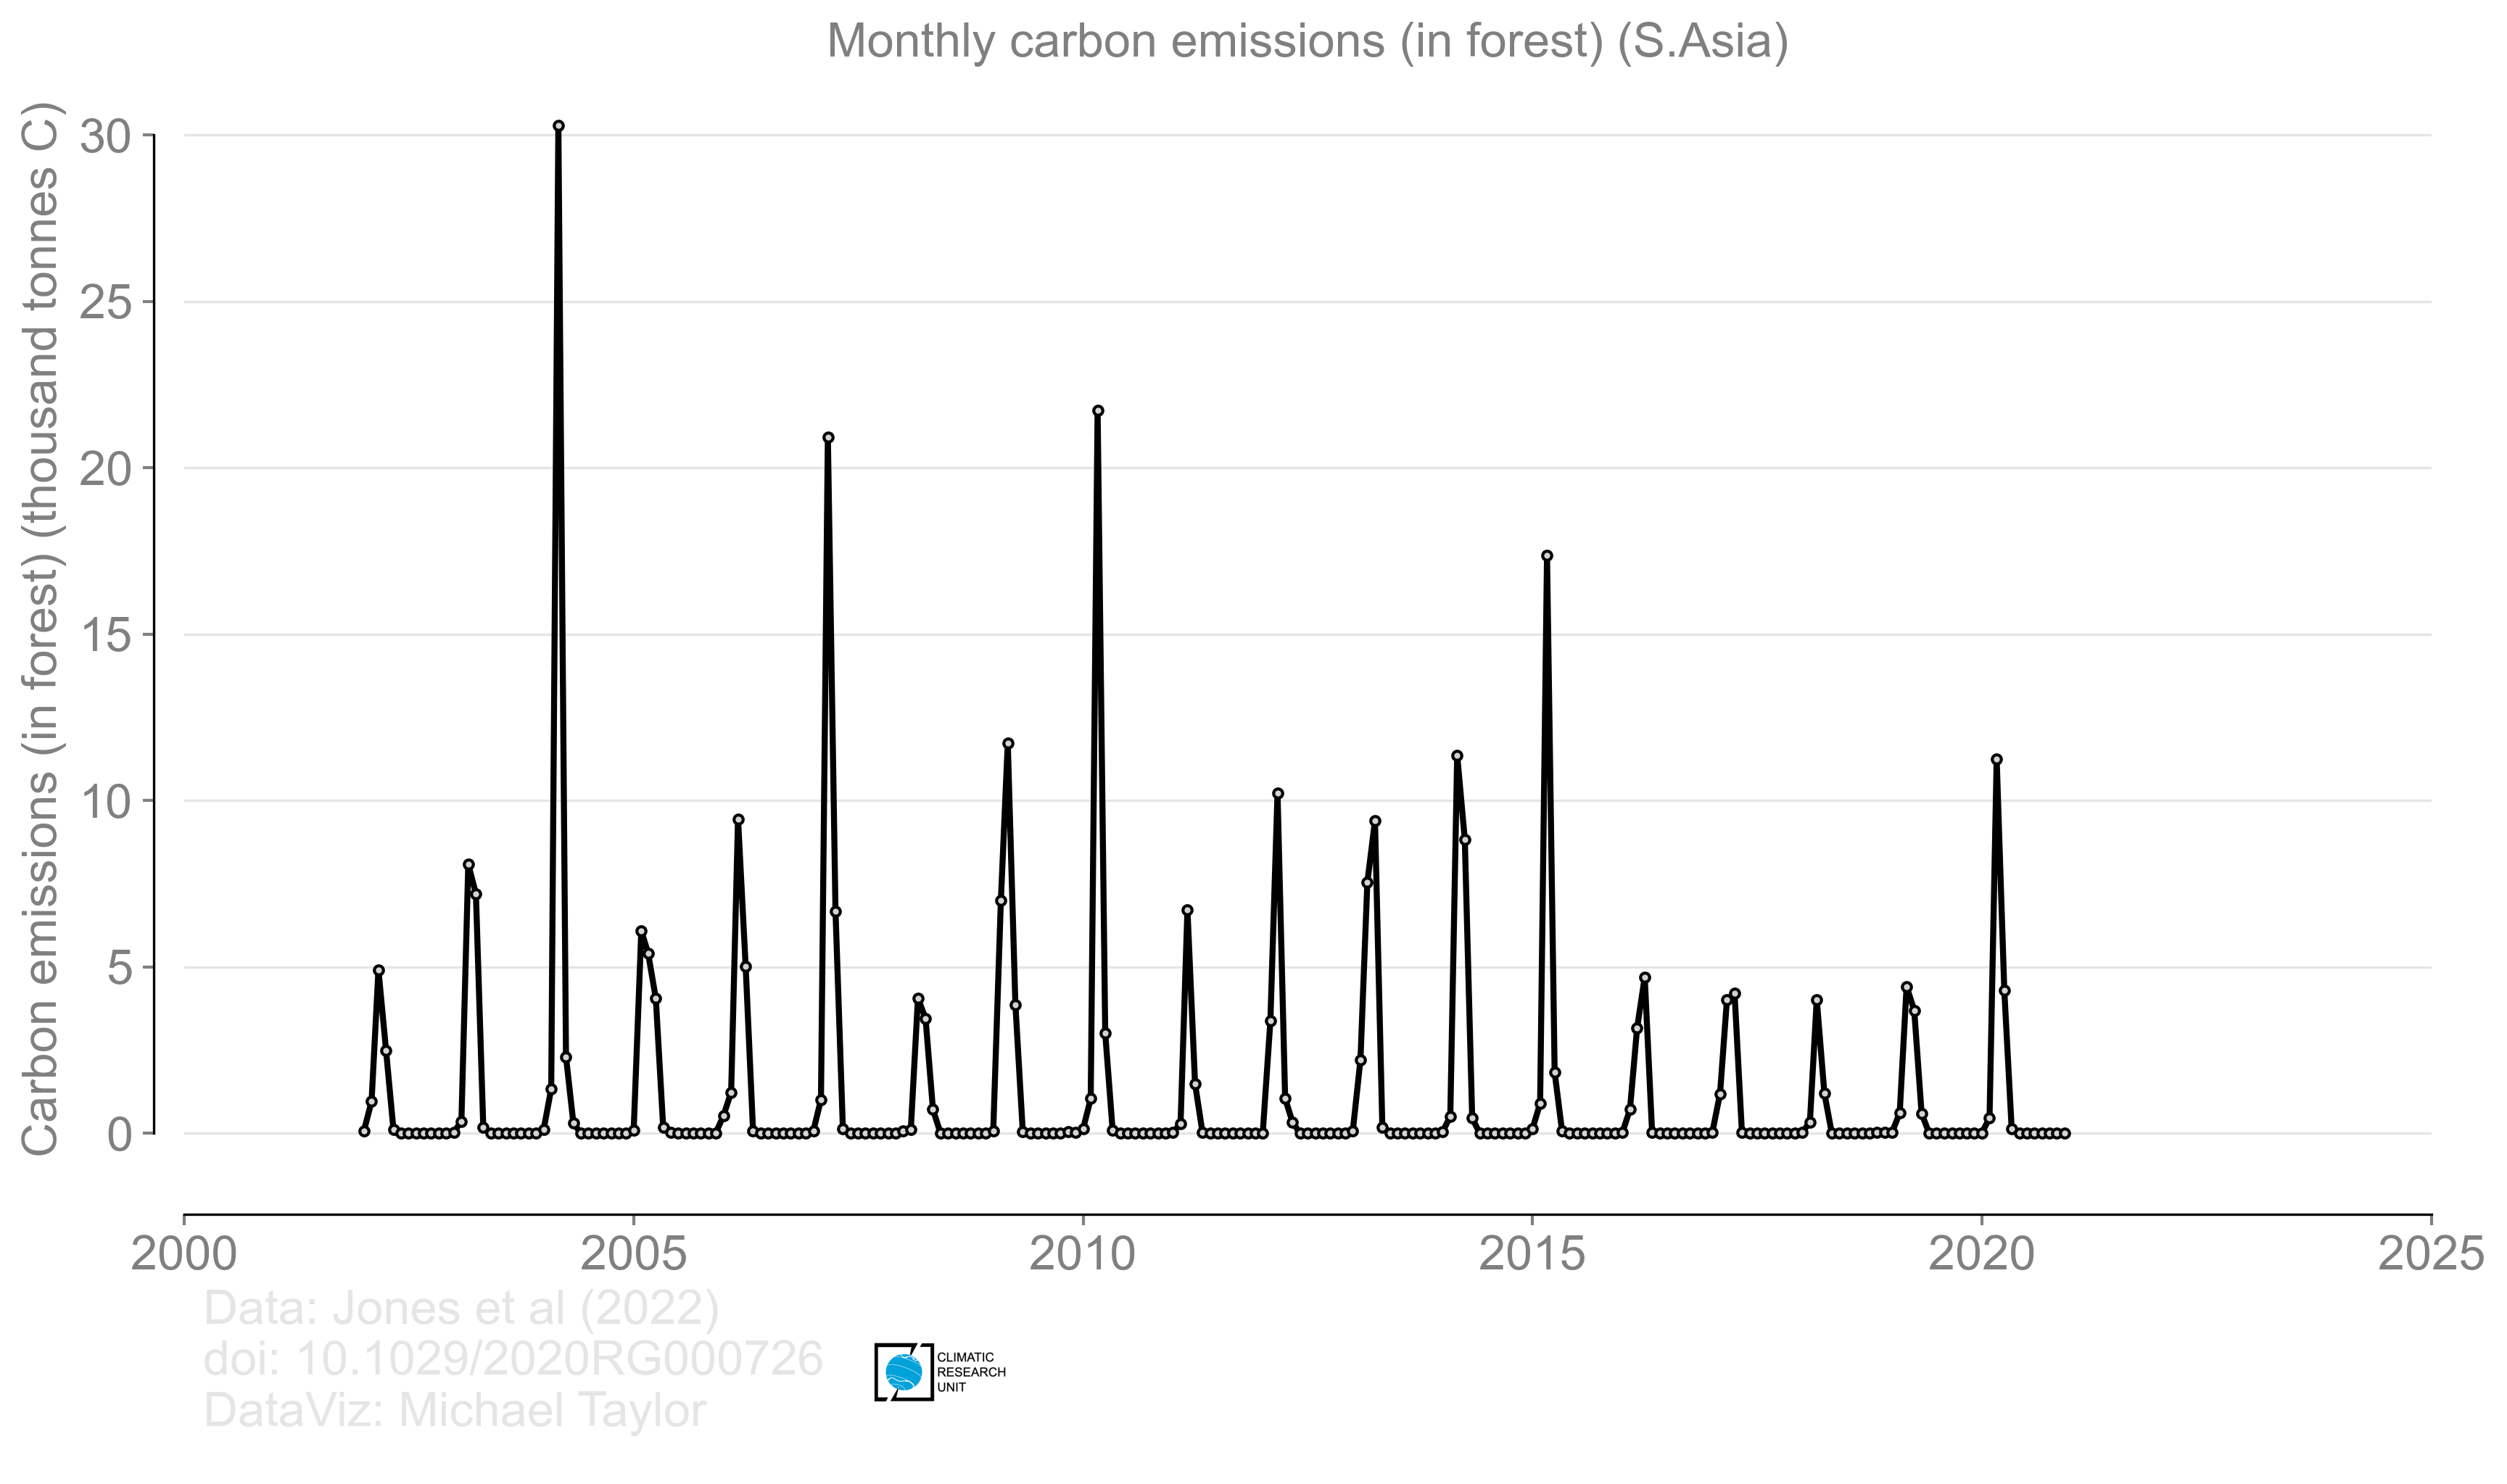 Monthly carbon emissions (in forest) (S.Asia)
Carbon emissions (in forest) (thousand tonnes C)
30
25
20
15
10
5
0
2000 2005 2010 2015 2020 2025
Data: Jones et al (2022)
doi: 10.1029/2020RG000726
DataViz: Michael Taylor
CLIMATIC
RESEARCH
UNIT